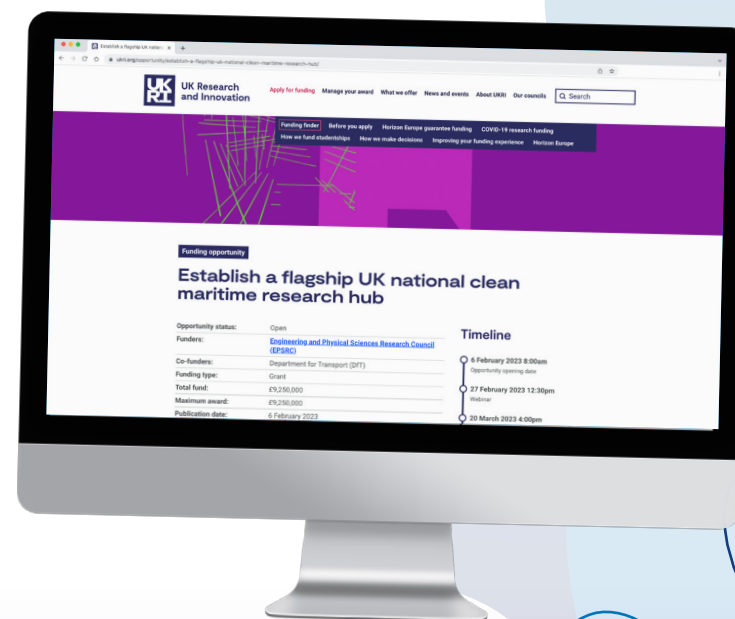 Establish a flagship UK nation
ukri.org/opportunity/establish-a-flagship-uk-national-clean-maritime-research-hub/
UK RI
UK Research
and Innovation
Apply for funding Manage your award What we offer News and events About UKRI Our councils Search
Funding finder Before you apply Horizon Europe guarantee funding COVID-19 research funding
How we fund studentships How we make decisions Improving your funding experience Horizon Europe
Funding opportunity
Establish a flagship UK national clean
maritime research hub
Opportunity status: Open
Funders: Engineering and Physical Sciences Research Council
(EPSRC)
Co-funders: Department for Transport (DfT)
Funding type: Grant
Total fund: £9,250,000
Maximum award: £9,250,000
Publication date: 6 February 2023
Timeline
6 February 2023 8:00am
Opportunity opening date
27 February 2023 12:30pm
Webinar
20 March 2023 4:00pm